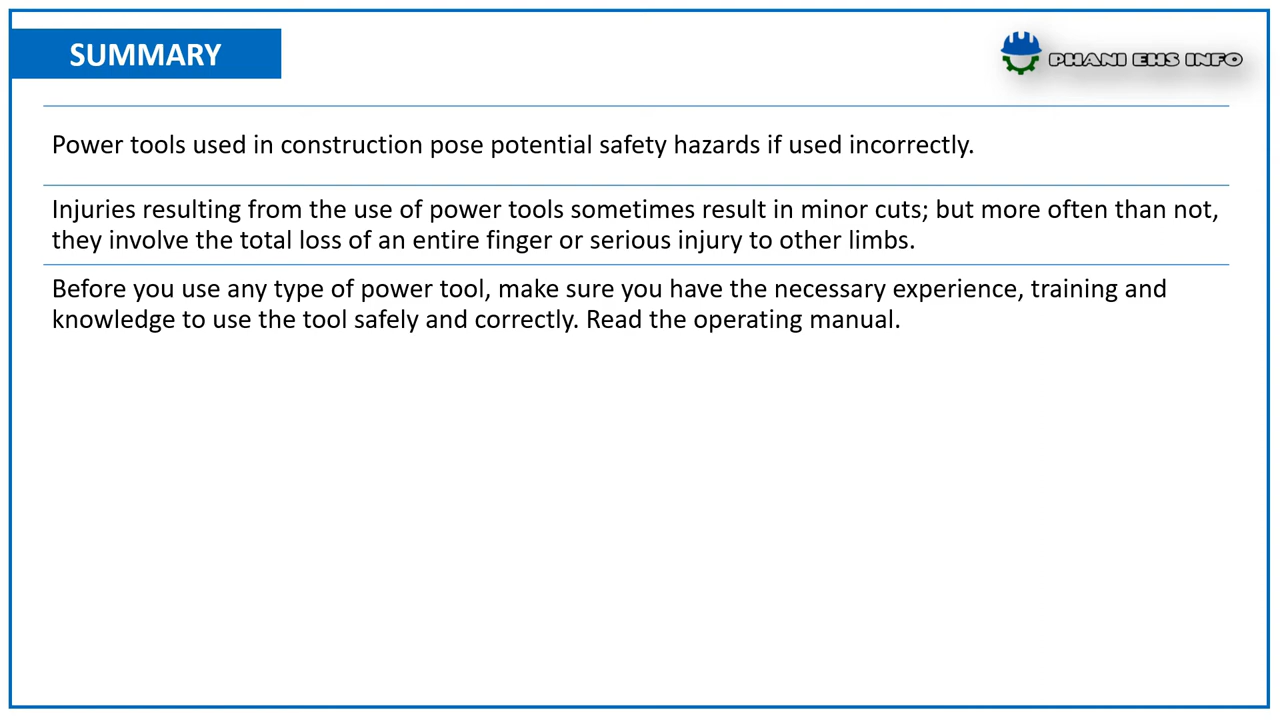 SUMMARY
PHANI EHS INFO
Power tools used in construction pose potential safety hazards if used incorrectly.
Injuries resulting from the use of power tools sometimes result in minor cuts; but more often than not,
they involve the total loss of an entire finger or serious injury to other limbs.
Before you use any type of power tool, make sure you have the necessary experience, training and
knowledge to use the tool safely and correctly. Read the operating manual.